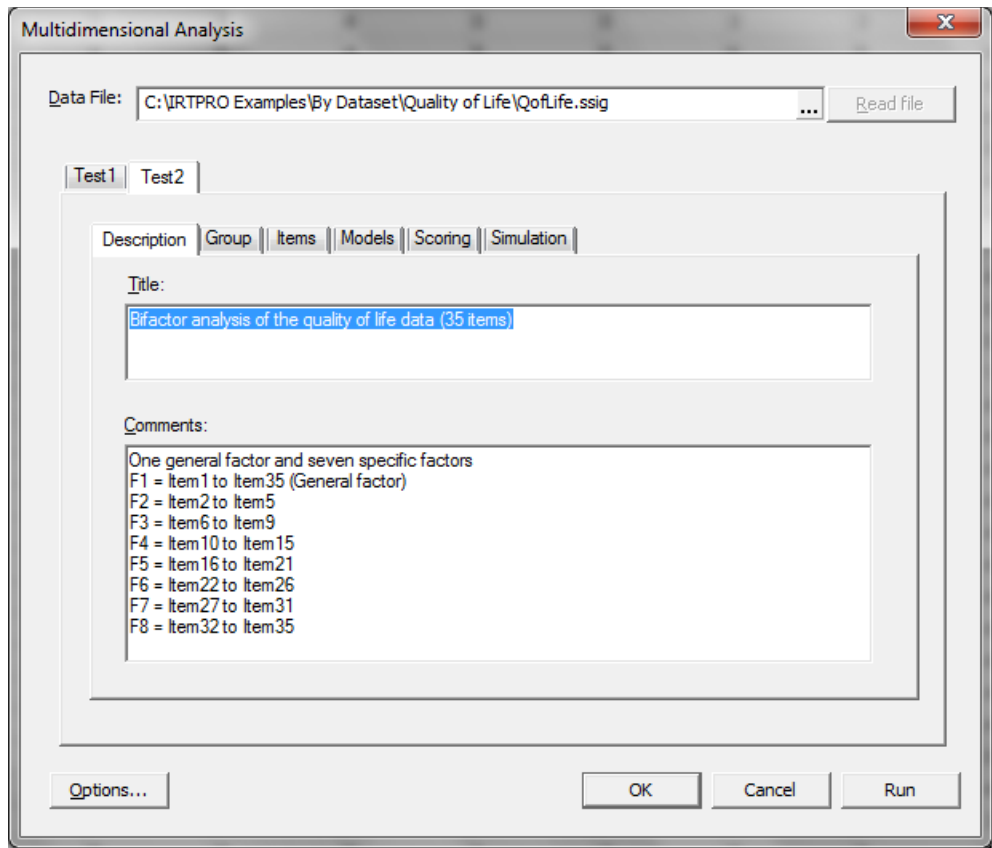 Multidimensional Analysis
Data File: C:\IRTPRO Examples\By Dataset\Quality of Life\QofLife.ssig ... Read file
Test1 Test2
Description Group Items Models Scoring Simulation
Title:
Bifactor analysis of the quality of life data (35 items)
Comments:
One general factor and seven specific factors
F1 = Item1 to Item35 (General factor)
F2 = Item2 to Item5
F3 = Item6 to Item9
F4 = Item10 to Item15
F5 = Item16 to Item21
F6 = Item22 to Item26
F7 = Item27 to Item31
F8 = Item32 to Item35
Options... OK Cancel Run